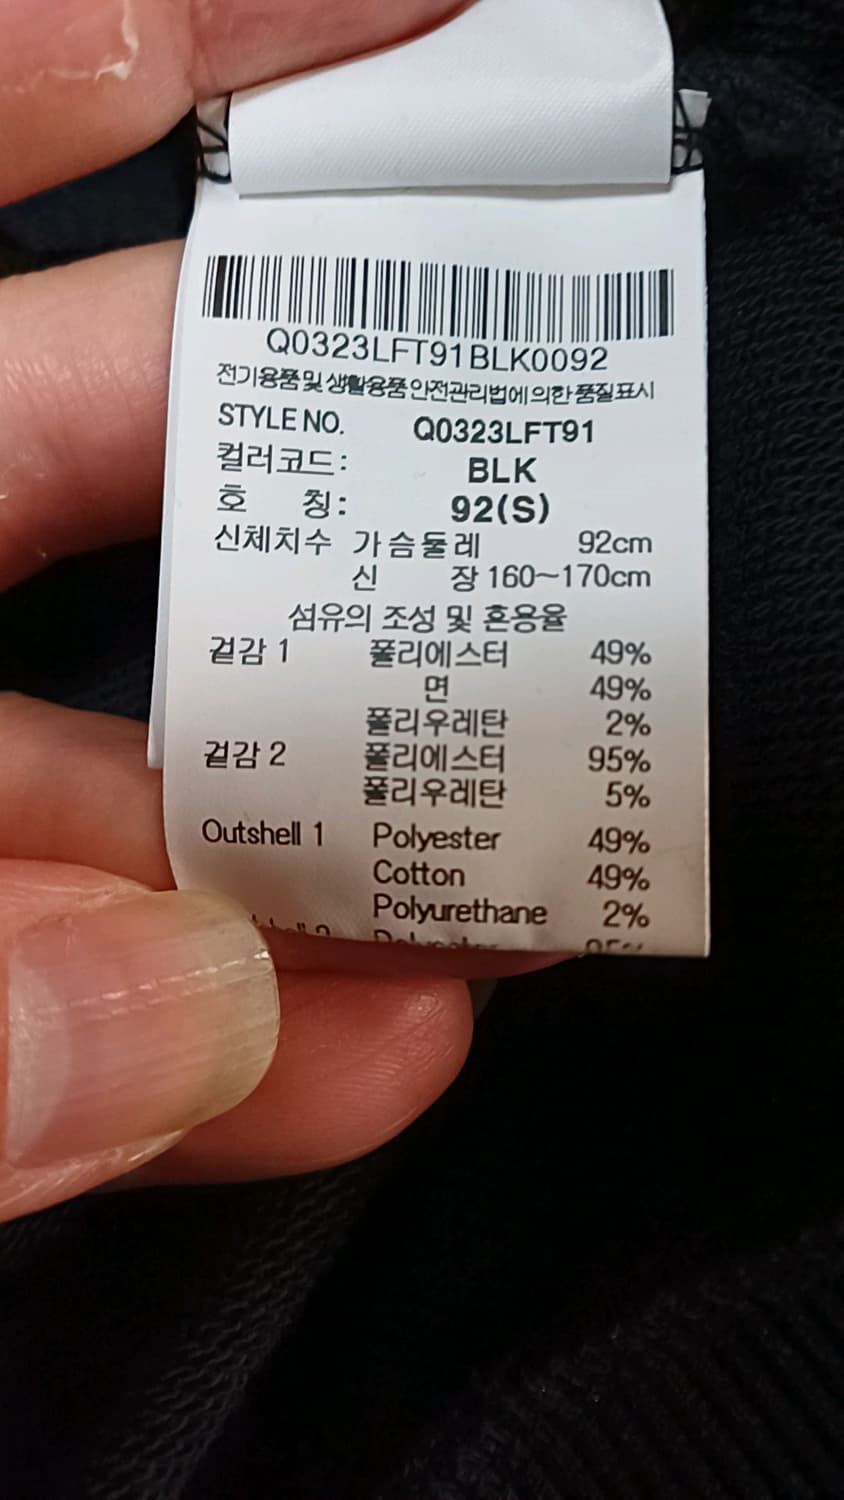 Q0323LFT91BLK0092
전기용품 및 생활용품 안전관리법에 의한 품질표시
STYLE NO. Q0323LFT91
컬러코드: BLK
호 칭: 92(S)
신체치수 가슴둘레 92cm
신 장 160~170cm
섬유의 조성 및 혼용율
겉감 1 폴리에스터 49%
면 49%
폴리우레탄 2%
겉감 2 폴리에스터 95%
폴리우레탄 5%
Outshell 1 Polyester 49%
Cotton 49%
Polyurethane 2%